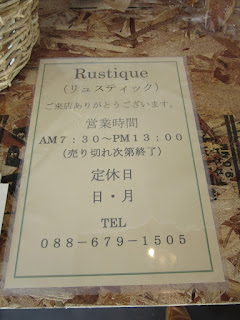 Rustique
(リュスティック)
ご来店ありがとうございます。
営業時間
AM7:30～PM13:00
(売り切れ次第終了)
定休日
日・月
TEL
088-679-1505